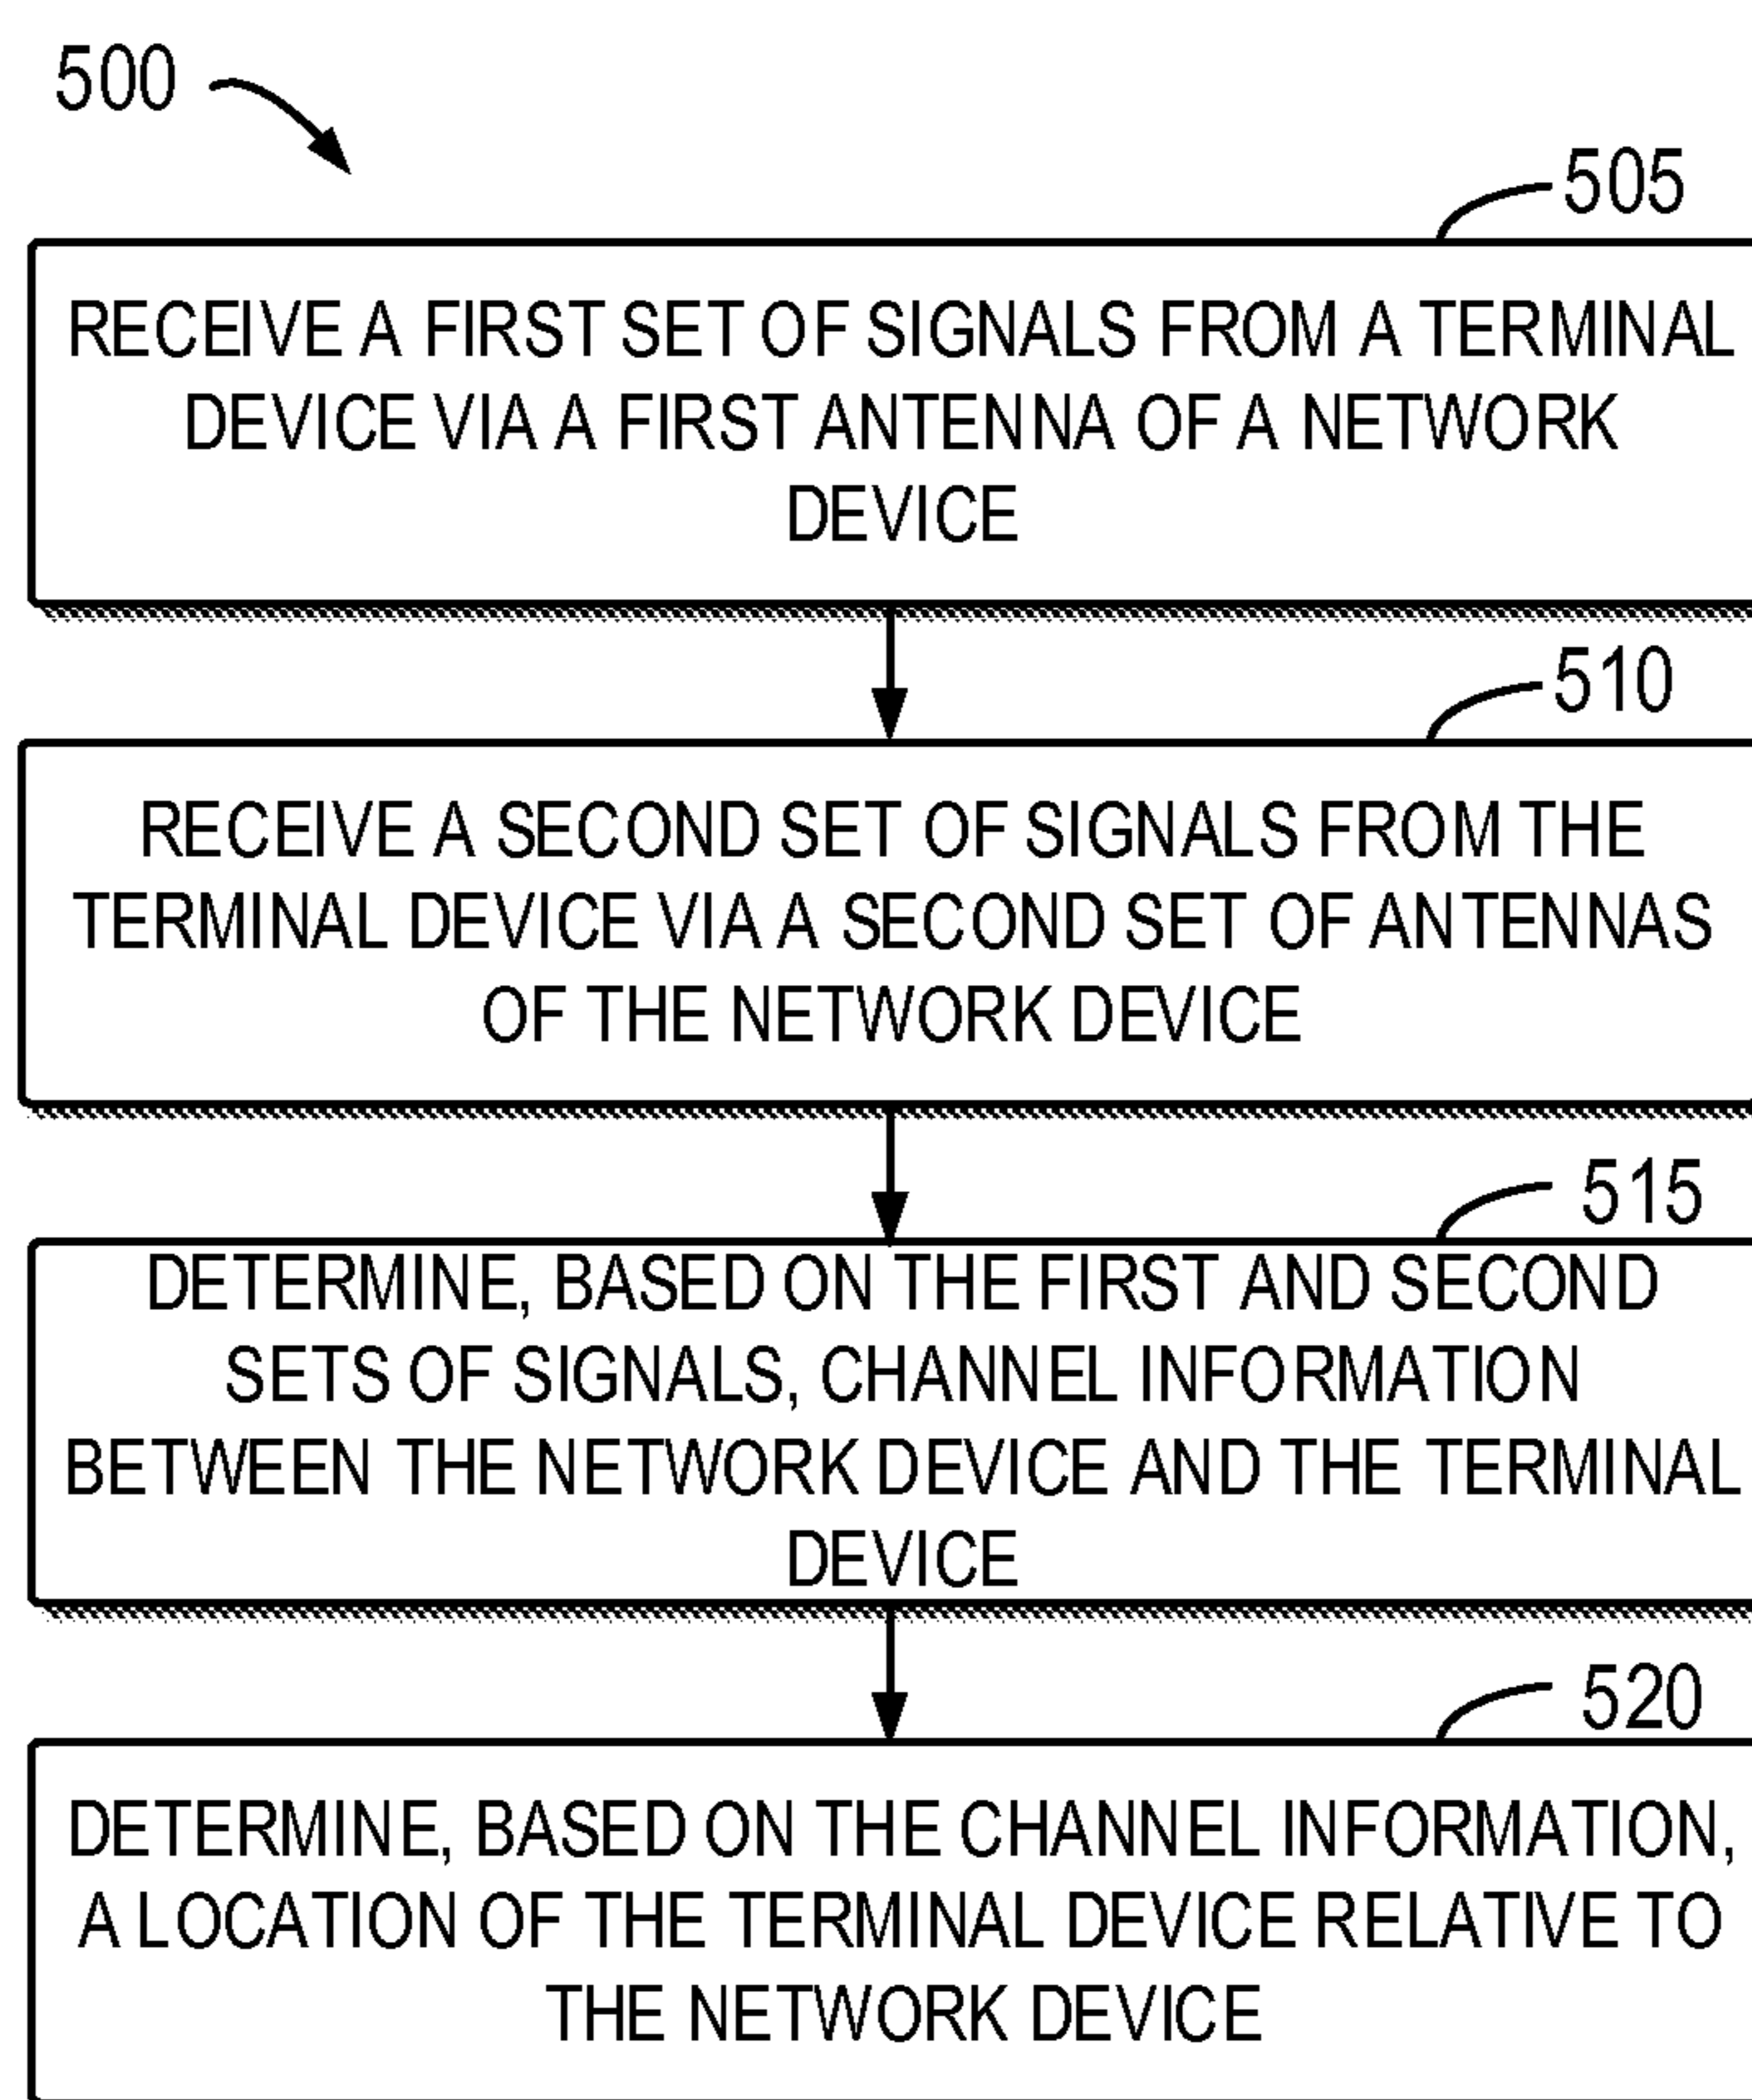 500
505
RECEIVE A FIRST SET OF SIGNALS FROM A TERMINAL
DEVICE VIA A FIRST ANTENNA OF A NETWORK
DEVICE
510
RECEIVE A SECOND SET OF SIGNALS FROM THE
TERMINAL DEVICE VIA A SECOND SET OF ANTENNAS
OF THE NETWORK DEVICE
515
DETERMINE, BASED ON THE FIRST AND SECOND
SETS OF SIGNALS, CHANNEL INFORMATION
BETWEEN THE NETWORK DEVICE AND THE TERMINAL
DEVICE
520
DETERMINE, BASED ON THE CHANNEL INFORMATION,
A LOCATION OF THE TERMINAL DEVICE RELATIVE TO
THE NETWORK DEVICE